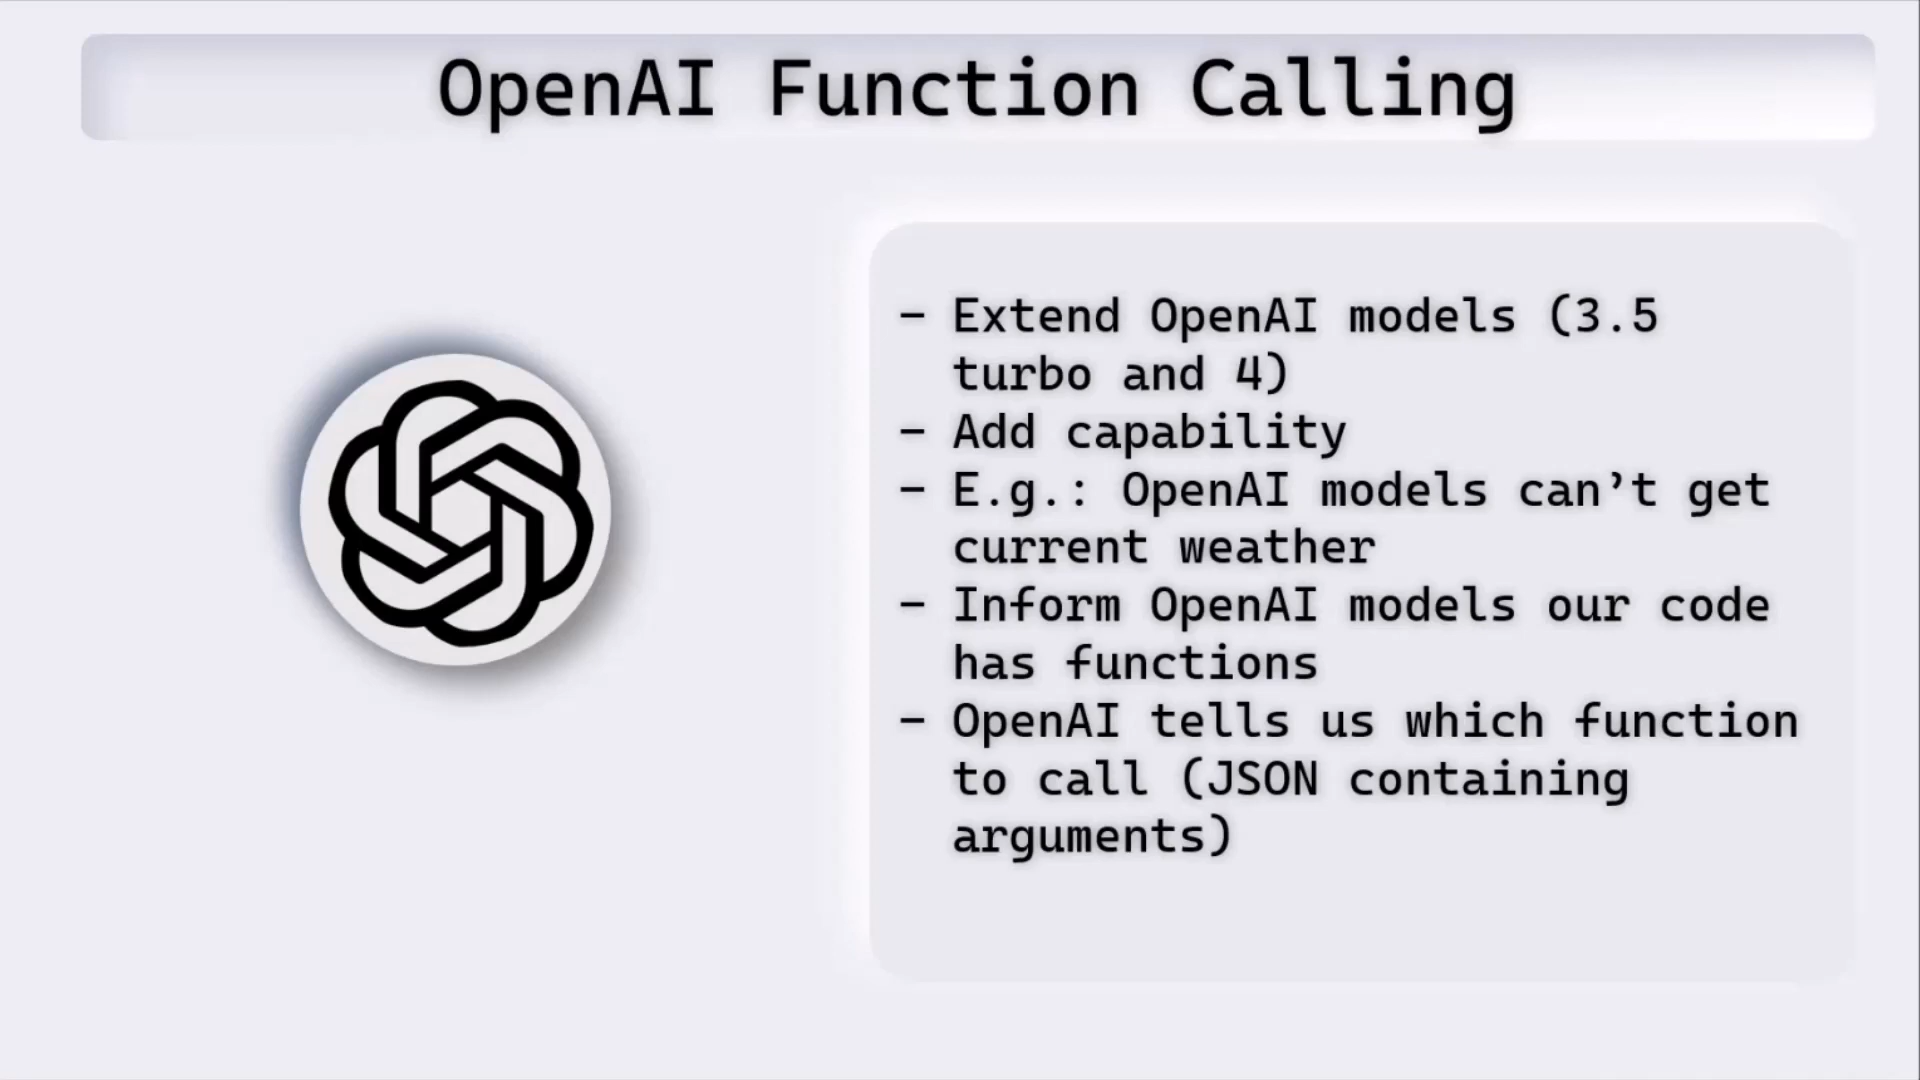 OpenAI Function Calling
- Extend OpenAI models (3.5
turbo and 4)
- Add capability
- E.g.: OpenAI models can’t get
current weather
- Inform OpenAI models our code
has functions
- OpenAI tells us which function
to call (JSON containing
arguments)